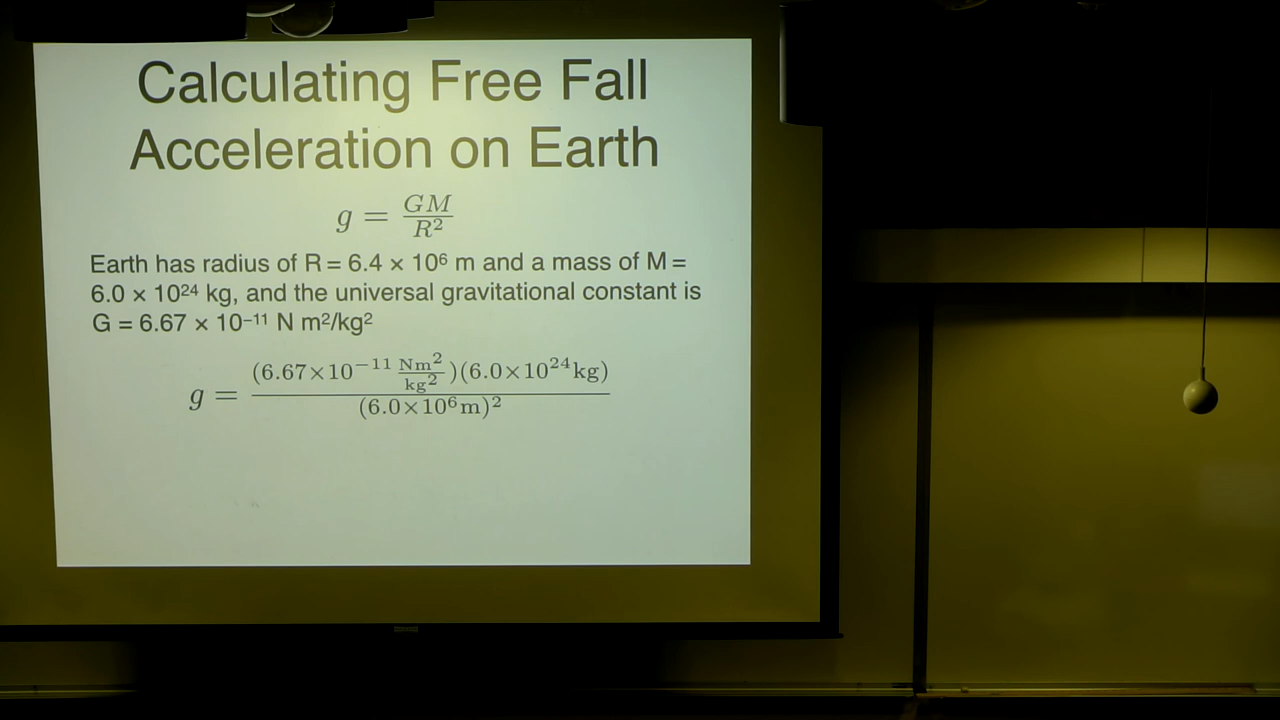 Calculating Free Fall
Acceleration on Earth
g = GM/R²
Earth has radius of R = 6.4 × 10⁶ m and a mass of M =
6.0 × 10²⁴ kg, and the universal gravitational constant is
G = 6.67 × 10⁻¹¹ N m²/kg²
g = (6.67×10⁻¹¹ Nm²/kg²)(6.0×10²⁴kg)/(6.0×10⁶m)²